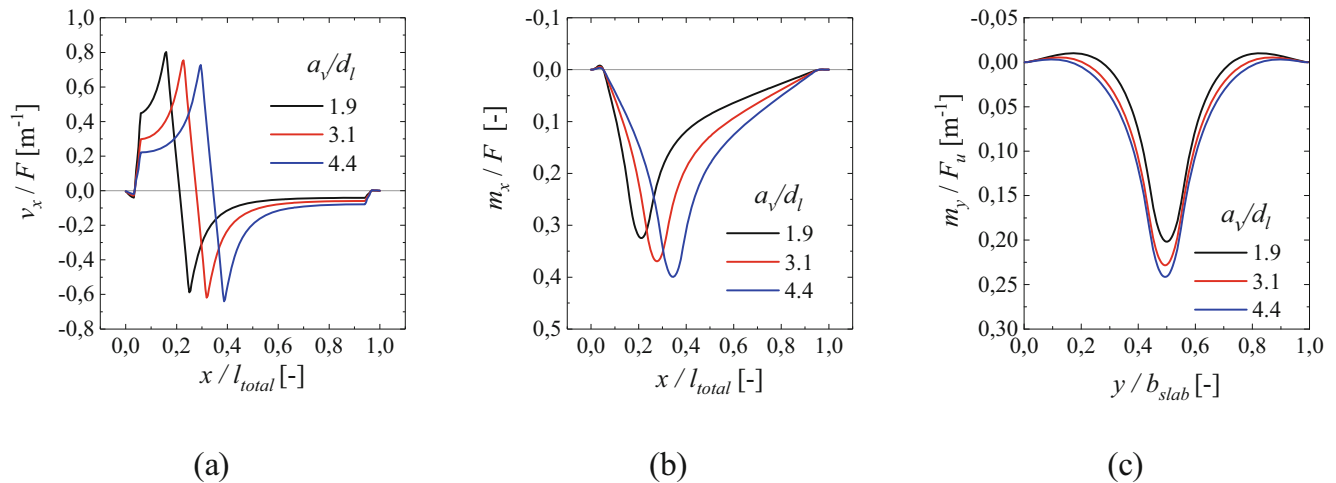 1,0
0,8
0,6
0,4
0,2
0,0
-0,2
-0,4
-0,6
-0,8
v_x / F [m⁻¹]
a_v/d_l
1.9
3.1
4.4
0,0 0,2 0,4 0,6 0,8 1,0
x / l_total [-]
(a)
-0,1
0,0
0,1
0,2
0,3
0,4
0,5
m_x / F [-]
a_v/d_l
1.9
3.1
4.4
0,0 0,2 0,4 0,6 0,8 1,0
x / l_total [-]
(b)
-0,05
0,00
0,05
0,10
0,15
0,20
0,25
0,30
m_y / F_u [m⁻¹]
a_v/d_l
1.9
3.1
4.4
0,0 0,2 0,4 0,6 0,8 1,0
y / b_slab [-]
(c)